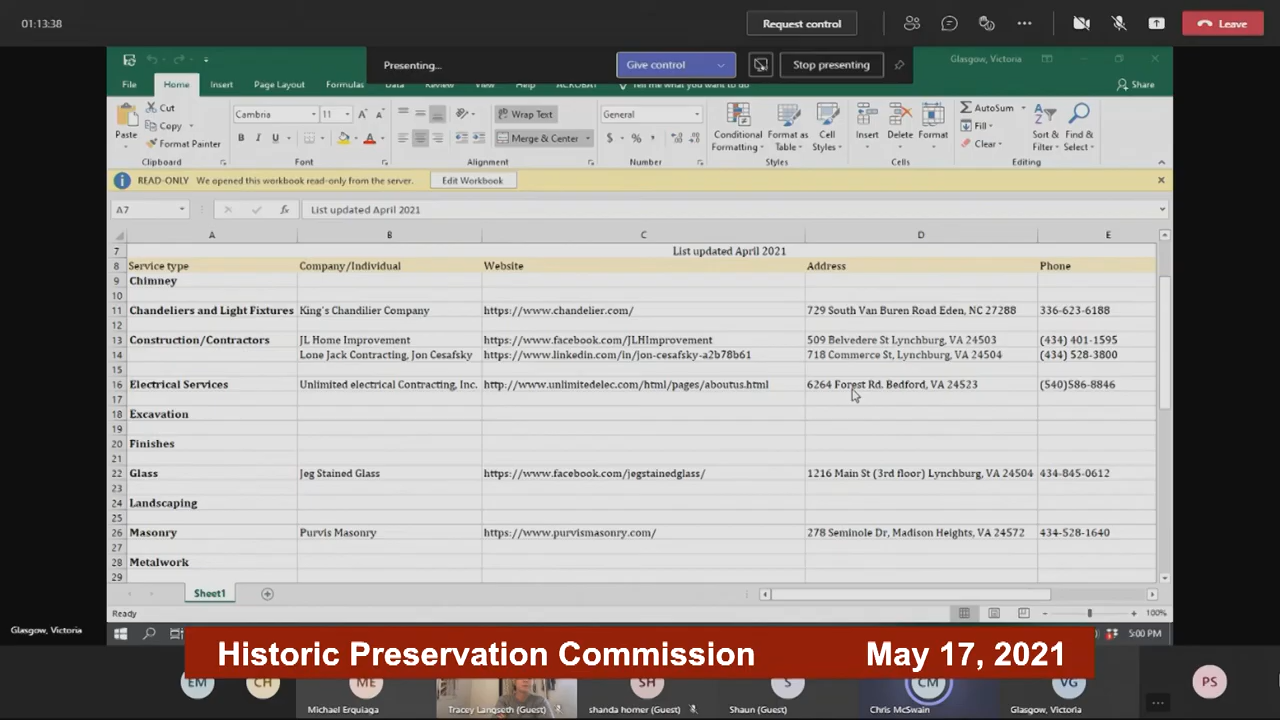 01:13:38
Request control
Leave
Presenting...
Give control
Stop presenting
Glasgow, Victoria
File Home Insert Page Layout Formulas Data Review View Help ACROBAT Tell me what you want to do
Share
Cut
Copy
Format Painter
Paste
Clipboard
Cambria 11
B I U
Font
Wrap Text
Merge & Center
Alignment
General
$ % ,
Number
Conditional Formatting
Format as Table
Cell Styles
Styles
Insert
Delete
Format
Cells
AutoSum
Fill
Clear
Sort & Filter
Find & Select
Editing
READ-ONLY We opened this workbook read-only from the server. Edit Workbook
A7 fx List updated April 2021
A B C D E
7 List updated April 2021
8 Service type Company/Individual Website Address Phone
9 Chimney
10
11 Chandeliers and Light Fixtures King's Chandilier Company https://www.chandelier.com/ 729 South Van Buren Road Eden, NC 27288 336-623-6188
12
13 Construction/Contractors JL Home Improvement https://www.facebook.com/JLHImprovement 509 Belvedere St Lynchburg, VA 24503 (434) 401-1595
14 Lone Jack Contracting, Jon Cesafsky https://www.linkedin.com/in/jon-cesafsky-a2b78b61 718 Commerce St, Lynchburg, VA 24504 (434) 528-3800
15
16 Electrical Services Unlimited electrical Contracting, Inc. http://www.unlimitedelec.com/html/pages/aboutus.html 6264 Forest Rd. Bedford, VA 24523 (540)586-8846
17
18 Excavation
19
20 Finishes
21
22 Glass Jeg Stained Glass https://www.facebook.com/jegstainedglass/ 1216 Main St (3rd floor) Lynchburg, VA 24504 434-845-0612
23
24 Landscaping
25
26 Masonry Purvis Masonry https://www.purvismasonry.com/ 278 Seminole Dr, Madison Heights, VA 24572 434-528-1640
27
28 Metalwork
29
Sheet1
Ready
100%
Glasgow, Victoria
5:00 PM
Historic Preservation Commission May 17, 2021
EM CH ME SH S CM VG PS
Michael Erquiaga
Tracey Langseth (Guest)
shanda homer (Guest)
Shaun (Guest)
Chris McSwain
Glasgow, Victoria